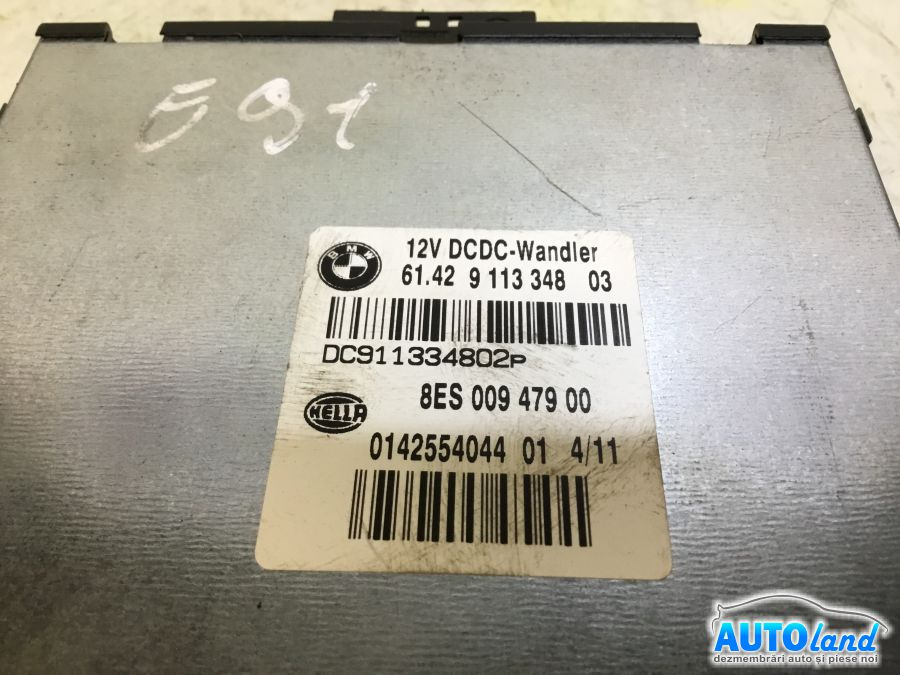 E91
BMW
12V DCDC-Wandler
61.42 9 113 348 03
DC911334802P
8ES 009 479 00
HELLA
0142554044 01 4/11
AUTOland
dezmembrări auto și piese noi